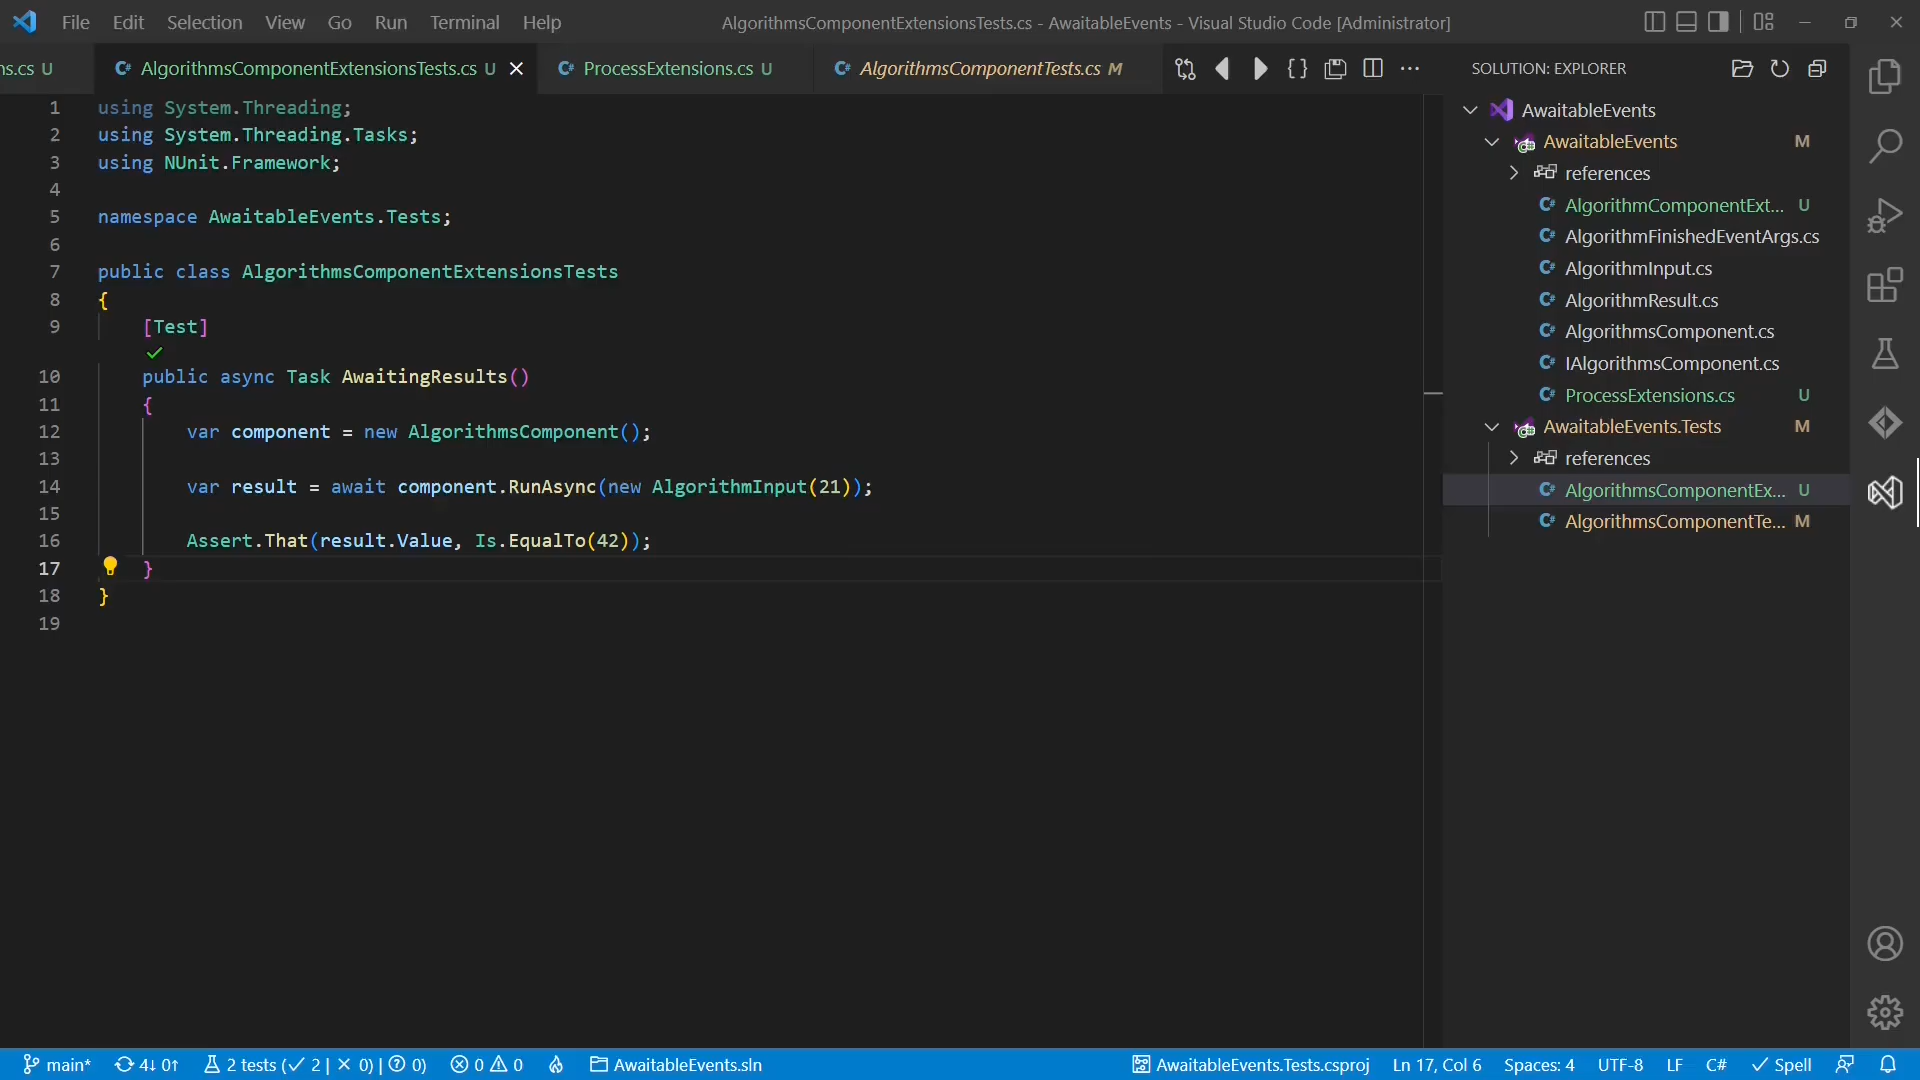 File Edit Selection View Go Run Terminal Help
AlgorithmsComponentExtensionsTests.cs - AwaitableEvents - Visual Studio Code [Administrator]
ns.cs U
C# AlgorithmsComponentExtensionsTests.cs U
C# ProcessExtensions.cs U
C# AlgorithmsComponentTests.cs M
1 using System.Threading;
2 using System.Threading.Tasks;
3 using NUnit.Framework;
4
5 namespace AwaitableEvents.Tests;
6
7 public class AlgorithmsComponentExtensionsTests
8 {
9 [Test]
10 public async Task AwaitingResults()
11 {
12 var component = new AlgorithmsComponent();
13
14 var result = await component.RunAsync(new AlgorithmInput(21));
15
16 Assert.That(result.Value, Is.EqualTo(42));
17 }
18 }
19
SOLUTION: EXPLORER
AwaitableEvents
AwaitableEvents M
references
C# AlgorithmComponentExt... U
C# AlgorithmFinishedEventArgs.cs
C# AlgorithmInput.cs
C# AlgorithmResult.cs
C# AlgorithmsComponent.cs
C# IAlgorithmsComponent.cs
C# ProcessExtensions.cs U
AwaitableEvents.Tests M
references
C# AlgorithmsComponentEx... U
C# AlgorithmsComponentTe... M
main* 4↓ 0↑ 2 tests (✓ 2 | ✕ 0) | ? 0) 0 0 AwaitableEvents.sln
AwaitableEvents.Tests.csproj Ln 17, Col 6 Spaces: 4 UTF-8 LF C# ✓ Spell